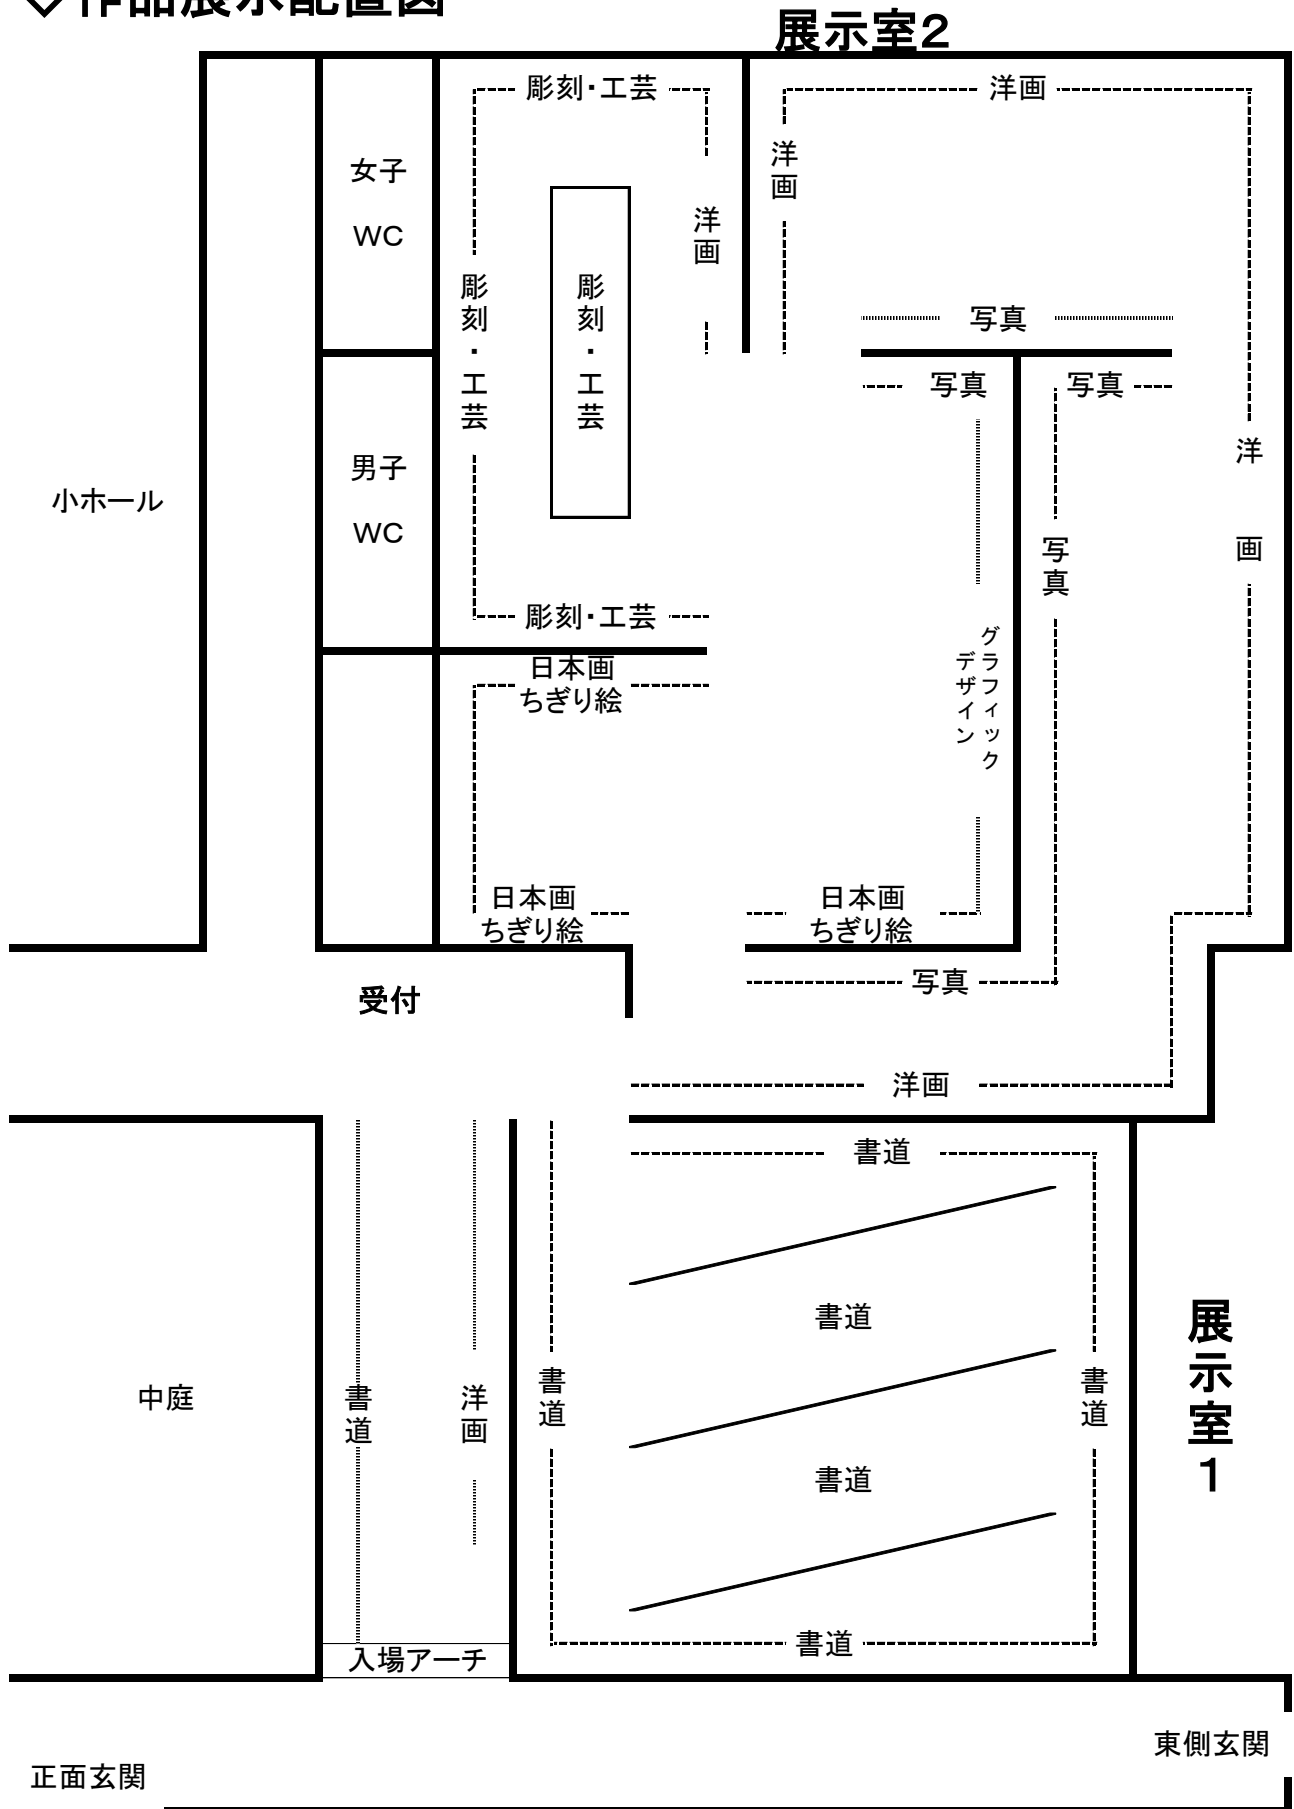 ◇作品展示配置図
展示室2
彫刻・工芸
洋画
洋画
女子
WC
洋画
彫刻・工芸
彫刻・工芸
写真
写真
写真
洋画
男子
WC
小ホール
写真
彫刻・工芸
グラフィック
デザイン
日本画
ちぎり絵
日本画
ちぎり絵
日本画
ちぎり絵
写真
受付
洋画
書道
書道
展示室1
中庭
書道
洋画
書道
書道
書道
書道
入場アーチ
東側玄関
正面玄関